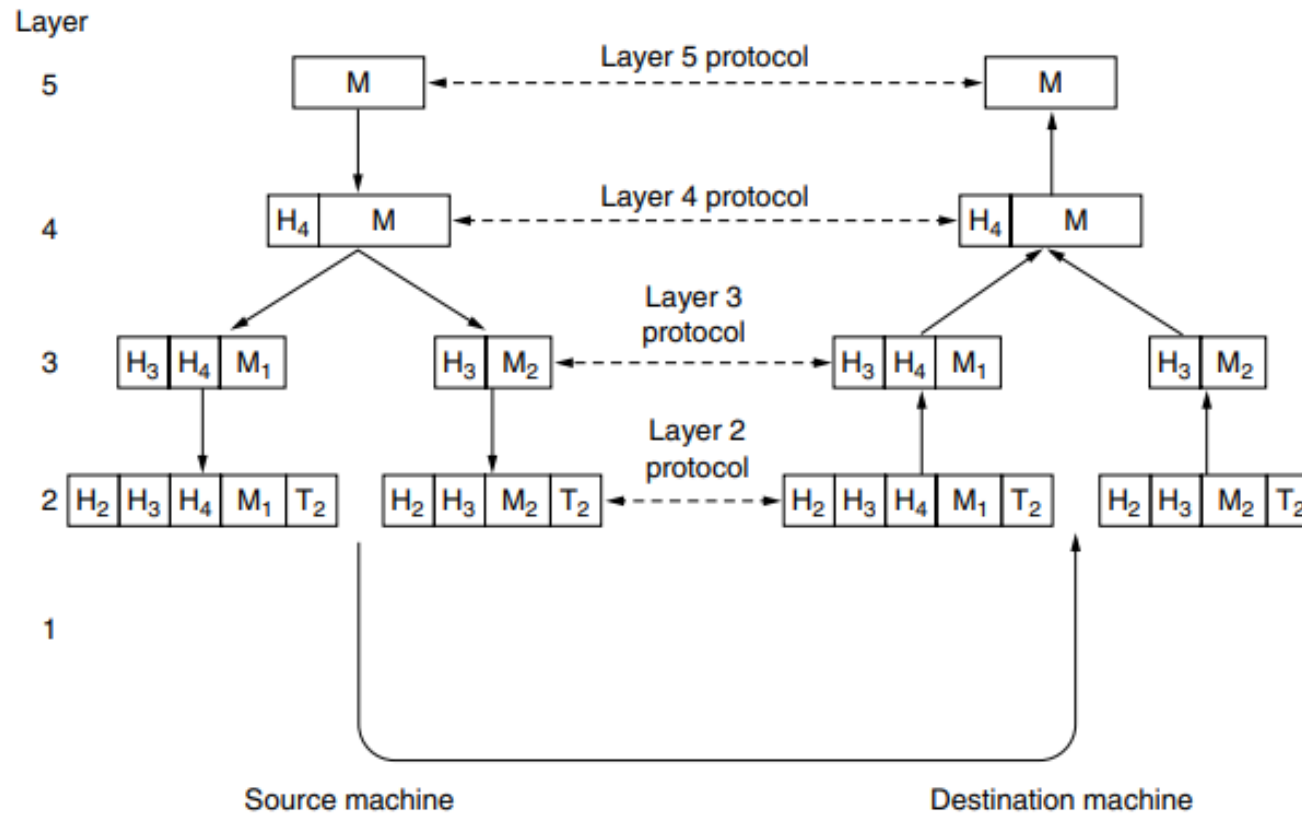 Layer
5 M Layer 5 protocol M
4 H₄ M Layer 4 protocol H₄ M
Layer 3
protocol
3 H₃ H₄ M₁ H₃ M₂ H₃ H₄ M₁ H₃ M₂
Layer 2
protocol
2 H₂ H₃ H₄ M₁ T₂ H₂ H₃ M₂ T₂ H₂ H₃ H₄ M₁ T₂ H₂ H₃ M₂ T₂
1
Source machine Destination machine